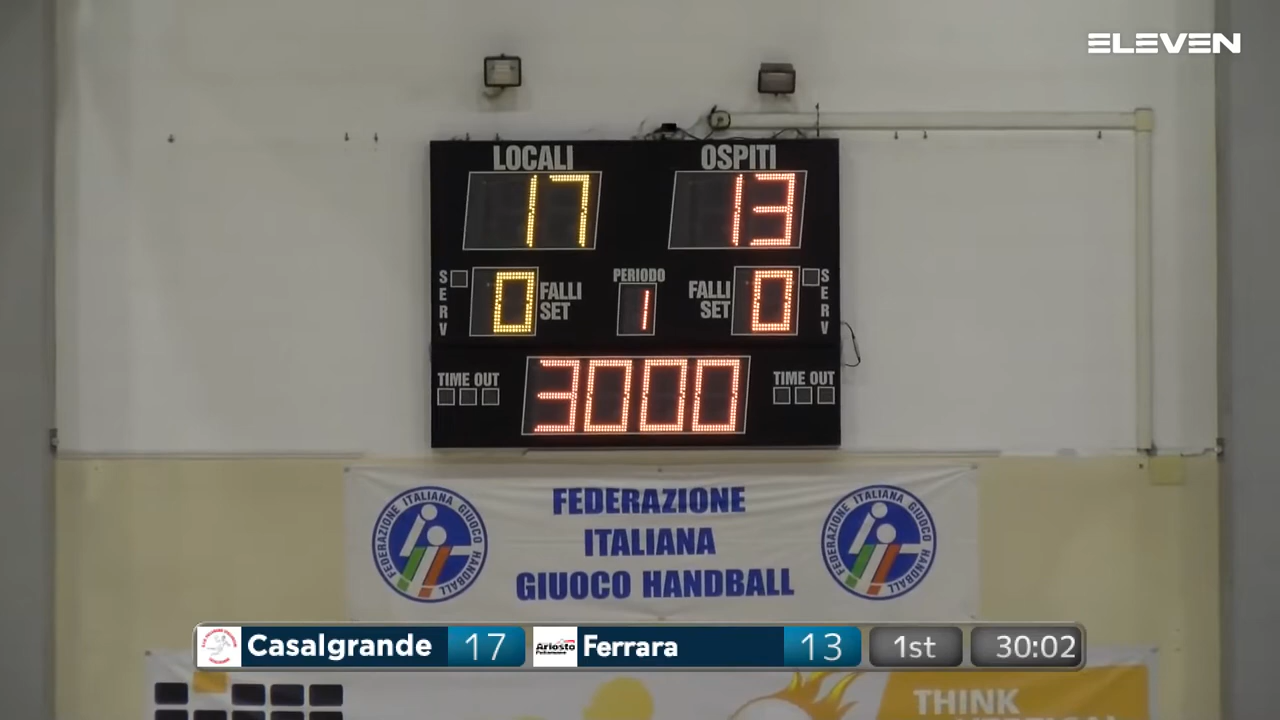 ELEVEN
LOCALI
OSPITI
17
13
SERV
0
FALLI
SET
PERIODO
1
FALLI
SET
0
SERV
TIME OUT
3000
TIME OUT
FEDERAZIONE ITALIANA GIUOCO HANDBALL
FEDERAZIONE
ITALIANA
GIUOCO HANDBALL
FEDERAZIONE ITALIANA GIUOCO HANDBALL
Casalgrande 17 Ariosto Ferrara 13 1st 30:02
THINK